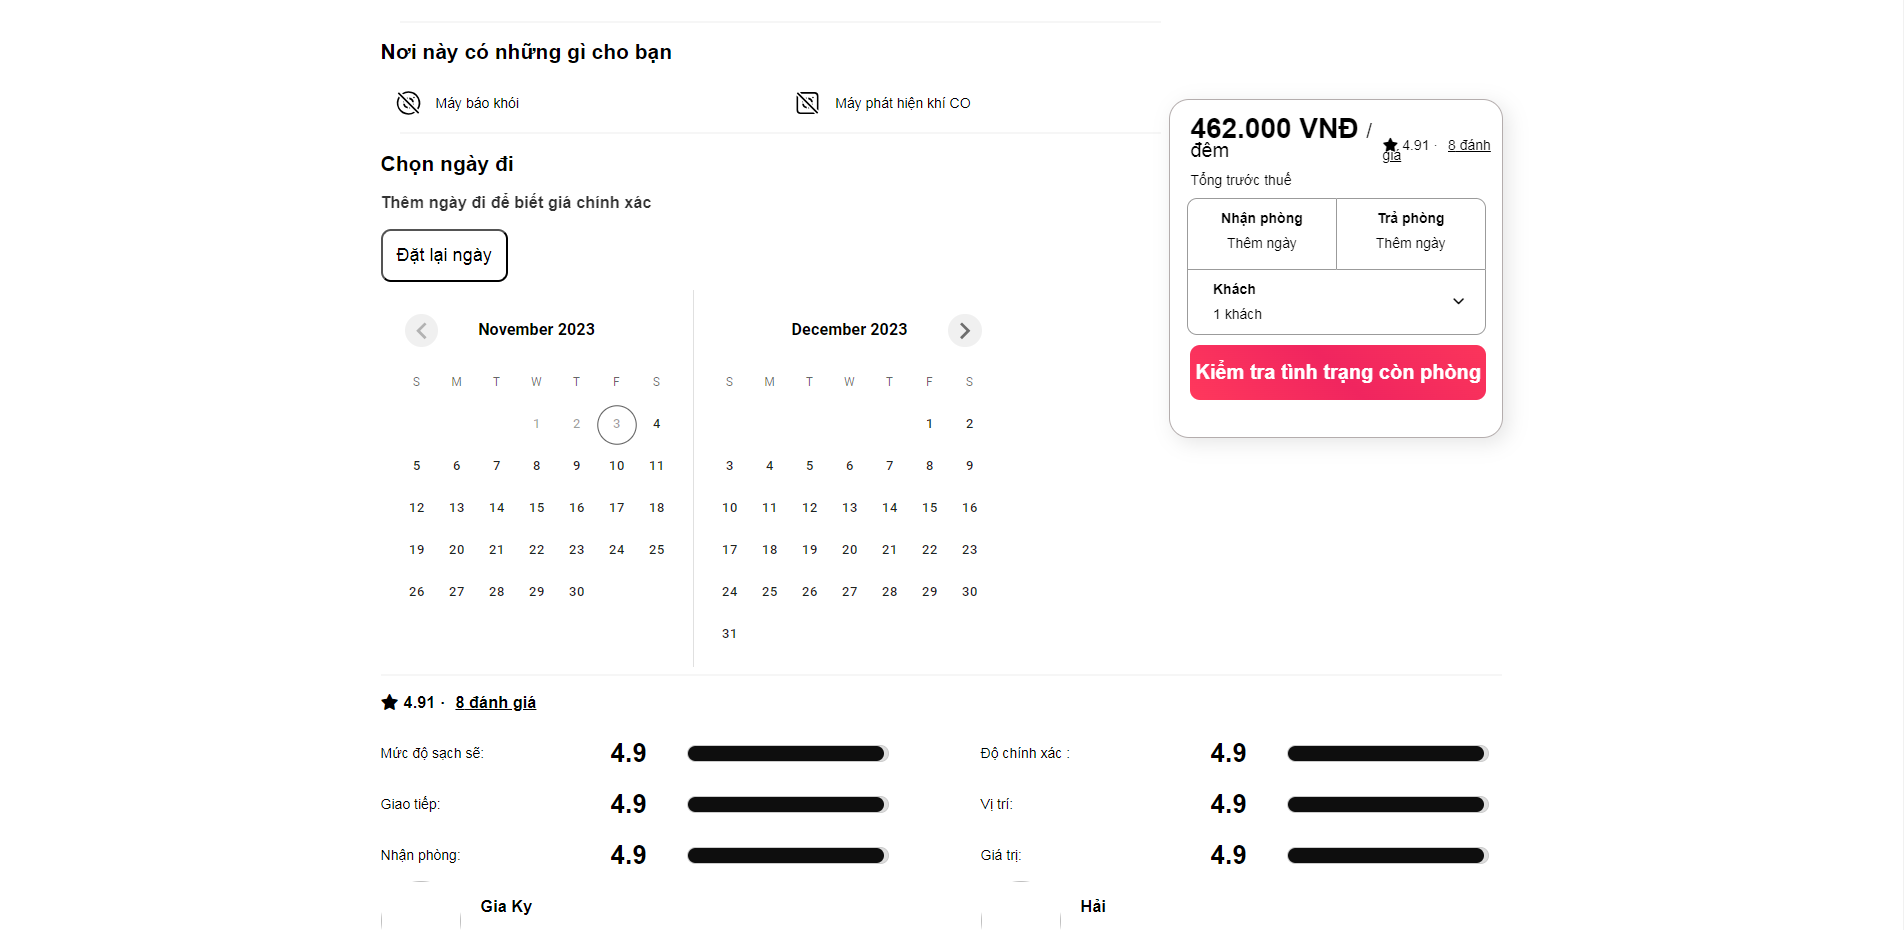 Nơi này có những gì cho bạn
Máy báo khói
Máy phát hiện khí CO
Chọn ngày đi
Thêm ngày đi để biết giá chính xác
Đặt lại ngày
November 2023
S M T W T F S
1 2 3 4
5 6 7 8 9 10 11
12 13 14 15 16 17 18
19 20 21 22 23 24 25
26 27 28 29 30
December 2023
S M T W T F S
1 2
3 4 5 6 7 8 9
10 11 12 13 14 15 16
17 18 19 20 21 22 23
24 25 26 27 28 29 30
31
462.000 VNĐ /
đêm
4.91 · 8 đánh
giá
Tổng trước thuế
Nhận phòng
Thêm ngày
Trả phòng
Thêm ngày
Khách
1 khách
Kiểm tra tình trạng còn phòng
4.91 · 8 đánh giá
Mức độ sạch sẽ: 4.9
Độ chính xác : 4.9
Giao tiếp: 4.9
Vị trí: 4.9
Nhận phòng: 4.9
Giá trị: 4.9
Gia Ky
Hải